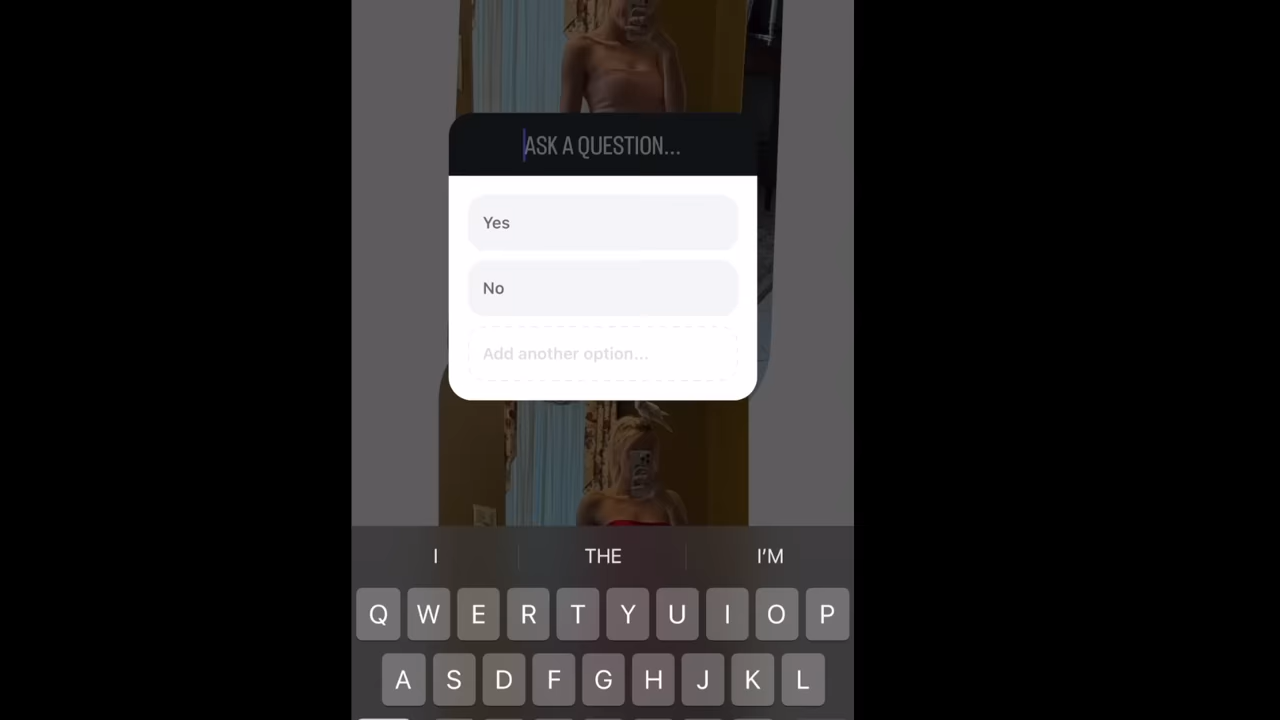 ASK A QUESTION...
Yes
No
Add another option...
I THE I'M
Q W E R T Y U I O P
A S D F G H J K L